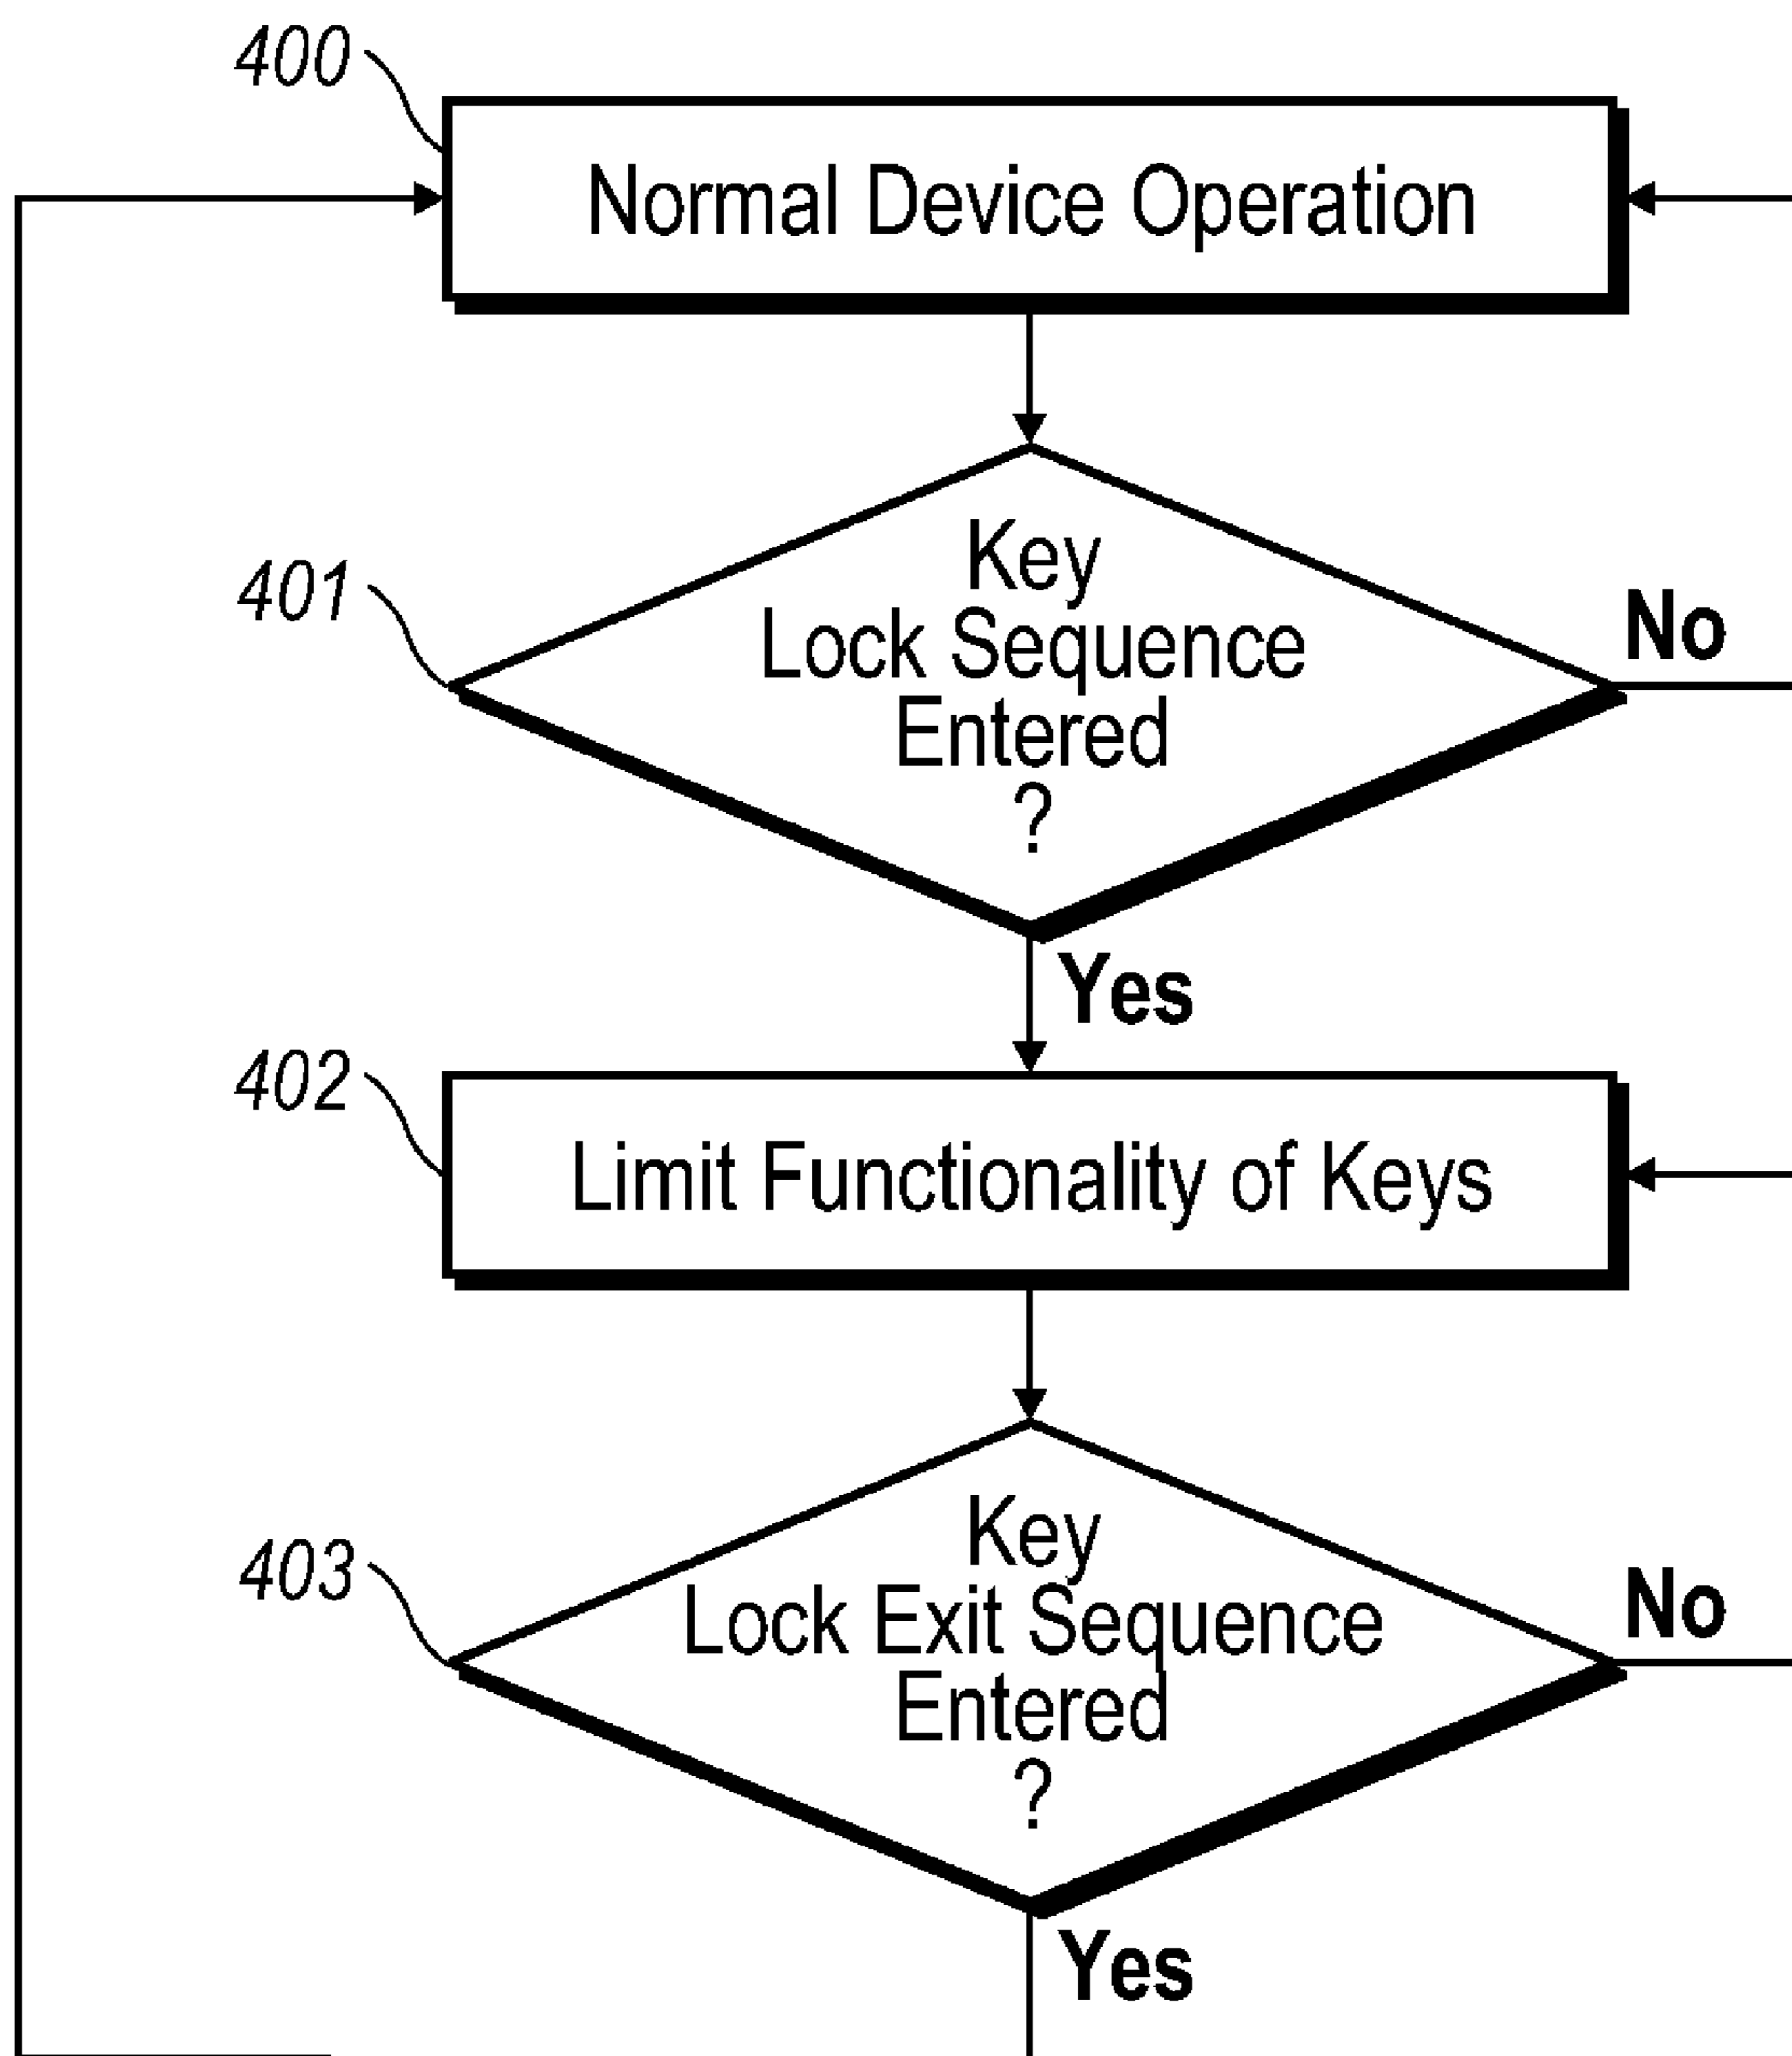 400
Normal Device Operation
401
Key
Lock Sequence
Entered
?
No
Yes
402
Limit Functionality of Keys
403
Key
Lock Exit Sequence
Entered
?
No
Yes